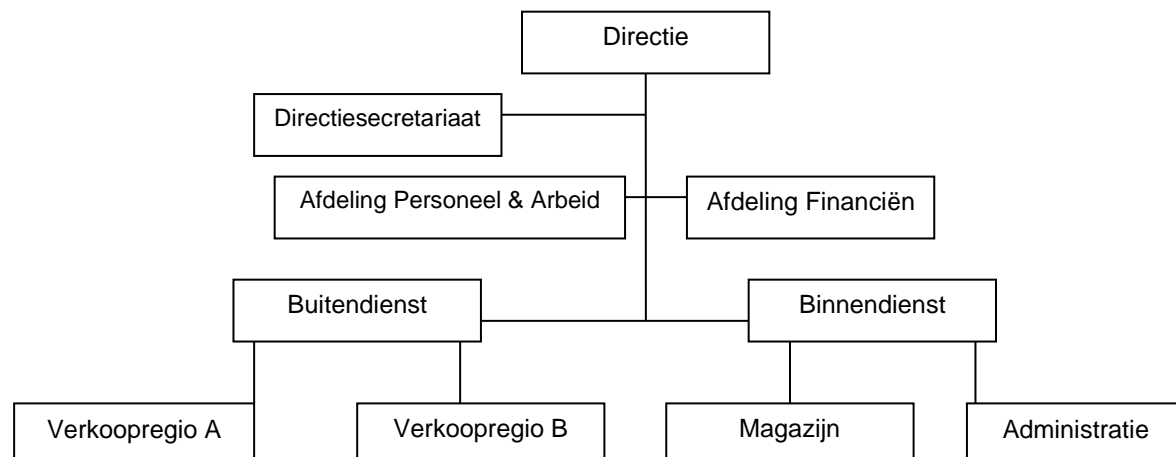 Directie
Directiesecretariaat
Afdeling Personeel & Arbeid
Afdeling Financiën
Buitendienst
Binnendienst
Verkoopregio A
Verkoopregio B
Magazijn
Administratie